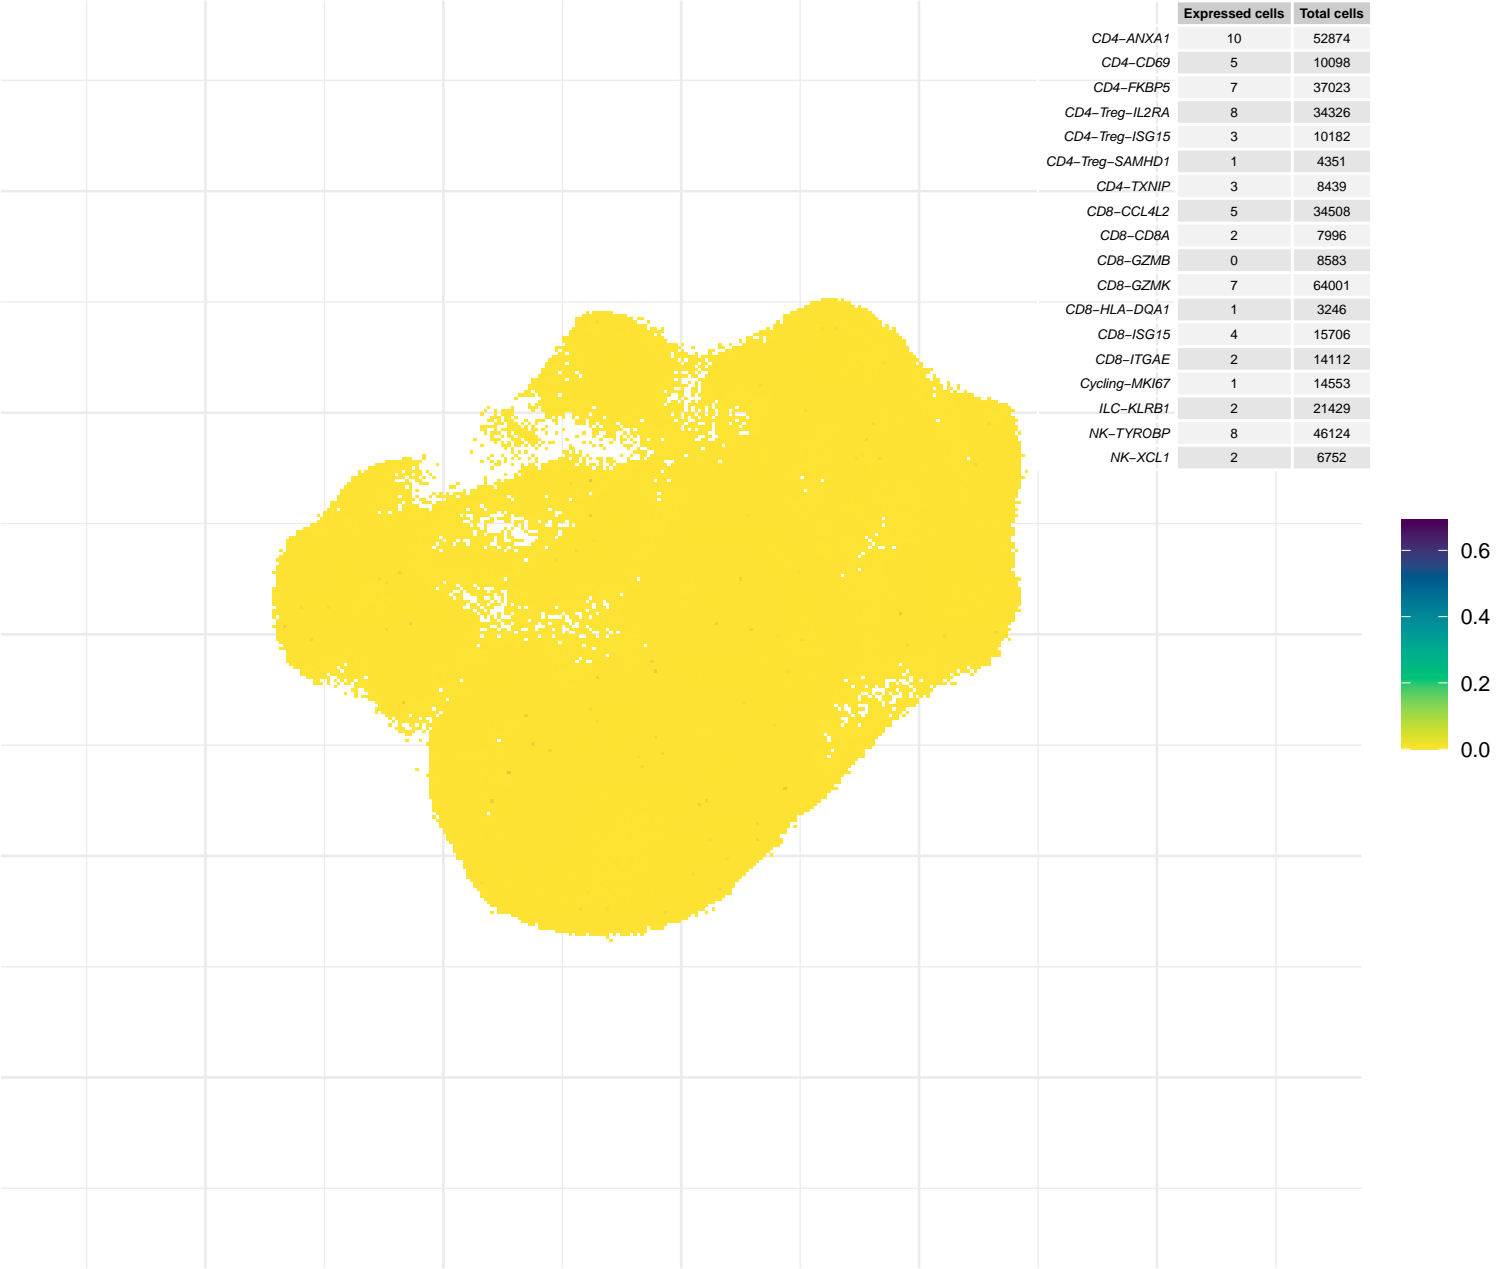 Expressed cells Total cells
CD4−ANXA1 10 52874
CD4−CD69 5 10098
CD4−FKBP5 7 37023
CD4−Treg−IL2RA 8 34326
CD4−Treg−ISG15 3 10182
CD4−Treg−SAMHD1 1 4351
CD4−TXNIP 3 8439
CD8−CCL4L2 5 34508
CD8−CD8A 2 7996
CD8−GZMB 0 8583
CD8−GZMK 7 64001
CD8−HLA−DQA1 1 3246
CD8−ISG15 4 15706
CD8−ITGAE 2 14112
Cycling−MKI67 1 14553
ILC−KLRB1 2 21429
NK−TYROBP 8 46124
NK−XCL1 2 6752
0.6
0.4
0.2
0.0